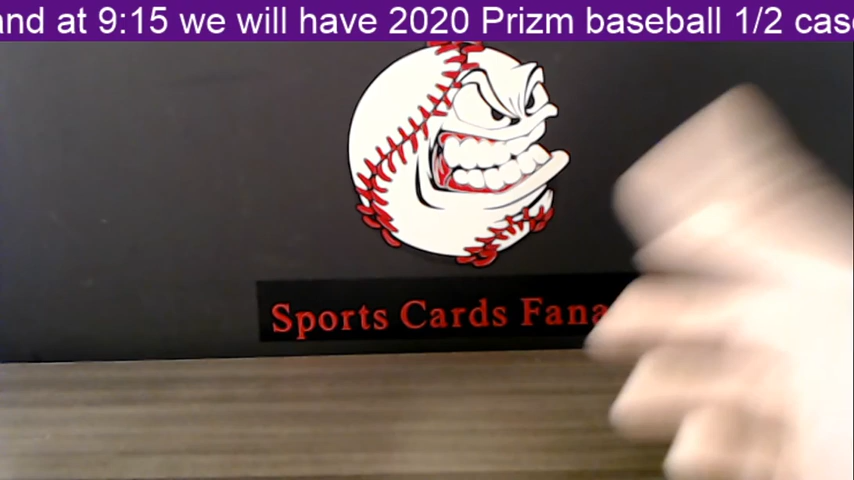 and at 9:15 we will have 2020 Prizm baseball 1/2 case
Sports Cards Fana